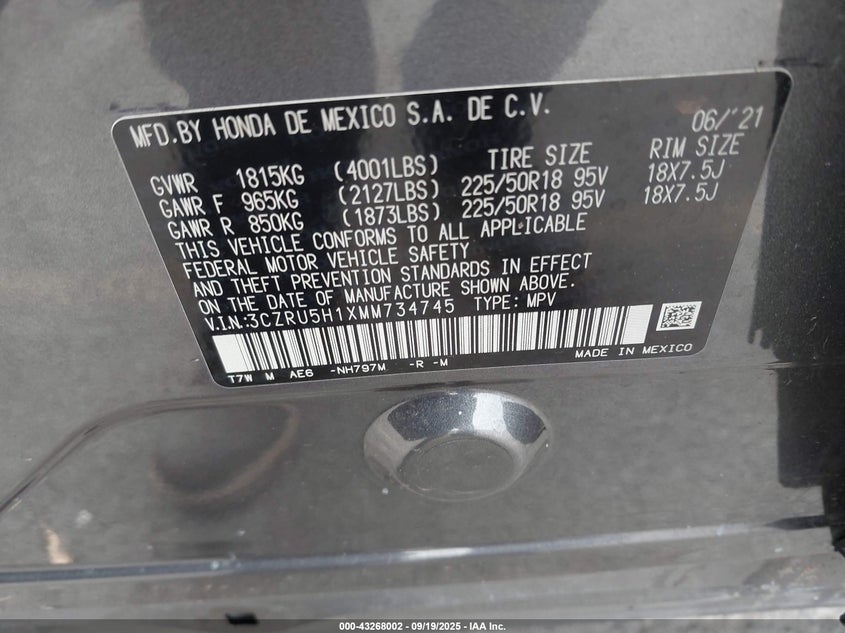 MFD.BY HONDA DE MEXICO S.A. DE C.V. 06/'21
TIRE SIZE RIM SIZE
GVWR 1815KG (4001LBS)
GAWR F 965KG (2127LBS) 225/50R18 95V 18X7.5J
GAWR R 850KG (1873LBS) 225/50R18 95V 18X7.5J
THIS VEHICLE CONFORMS TO ALL APPLICABLE
FEDERAL MOTOR VEHICLE SAFETY
AND THEFT PREVENTION STANDARDS IN EFFECT
ON THE DATE OF MANUFACTURE SHOWN ABOVE.
V.I.N:3CZRU5H1XMM734745 TYPE: MPV
T7W M AE6 -NH797M -R -M MADE IN MEXICO
000-43268002 - 09/19/2025 - IAA Inc.